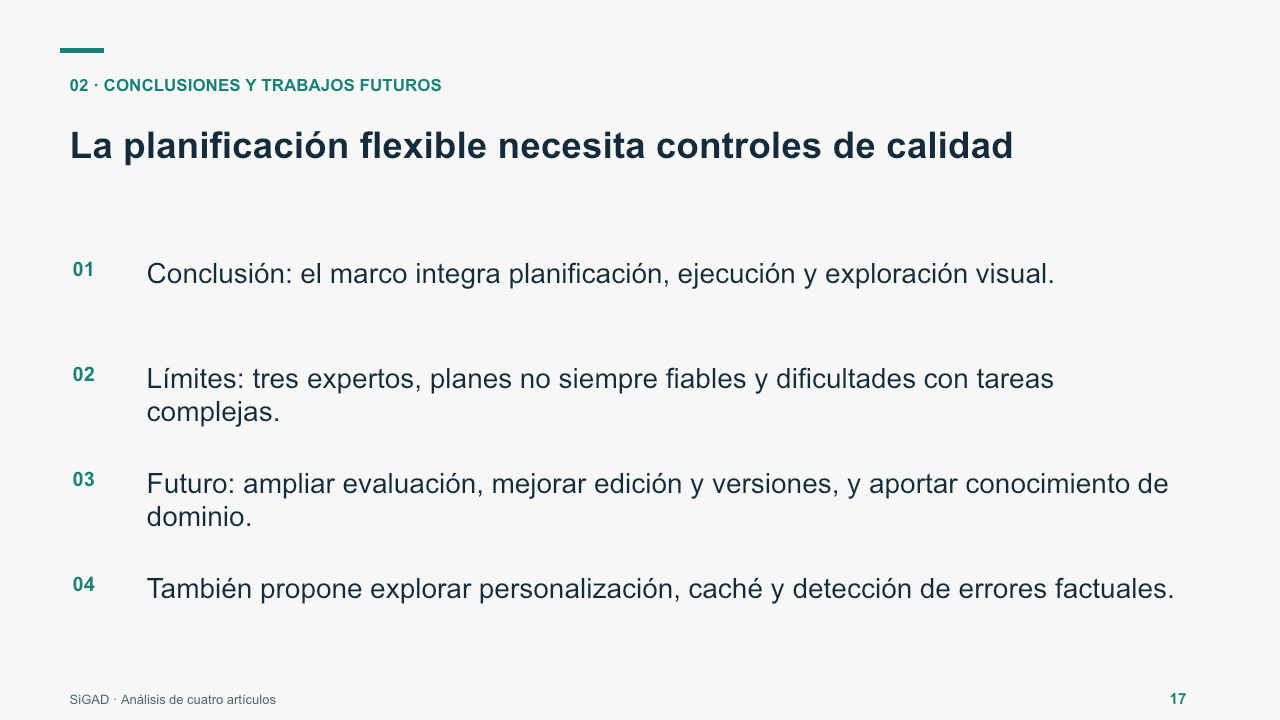 02 · CONCLUSIONES Y TRABAJOS FUTUROS
La planificación flexible necesita controles de calidad
01
Conclusión: el marco integra planificación, ejecución y exploración visual.
02
Límites: tres expertos, planes no siempre fiables y dificultades con tareas
complejas.
03
Futuro: ampliar evaluación, mejorar edición y versiones, y aportar conocimiento de
dominio.
04
También propone explorar personalización, caché y detección de errores factuales.
SiGAD · Análisis de cuatro artículos
17